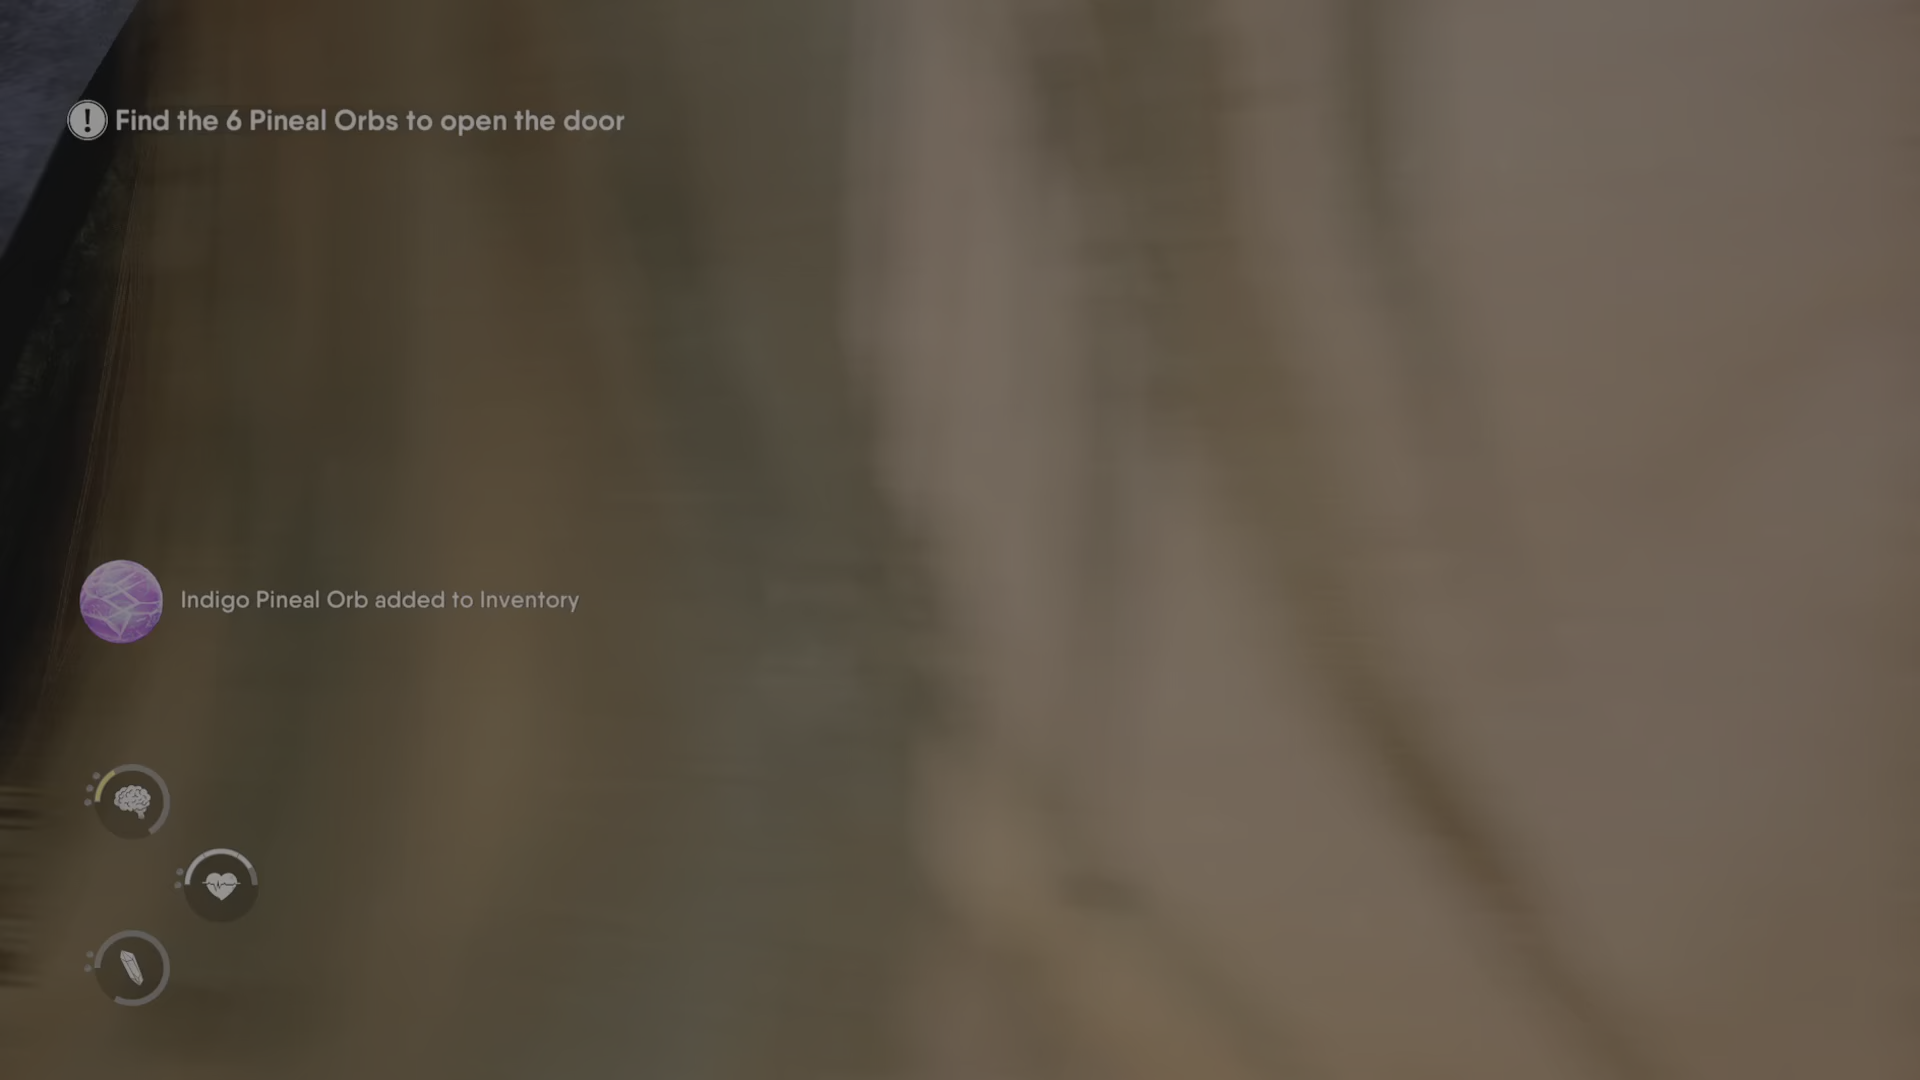 Find the 6 Pineal Orbs to open the door
Indigo Pineal Orb added to Inventory